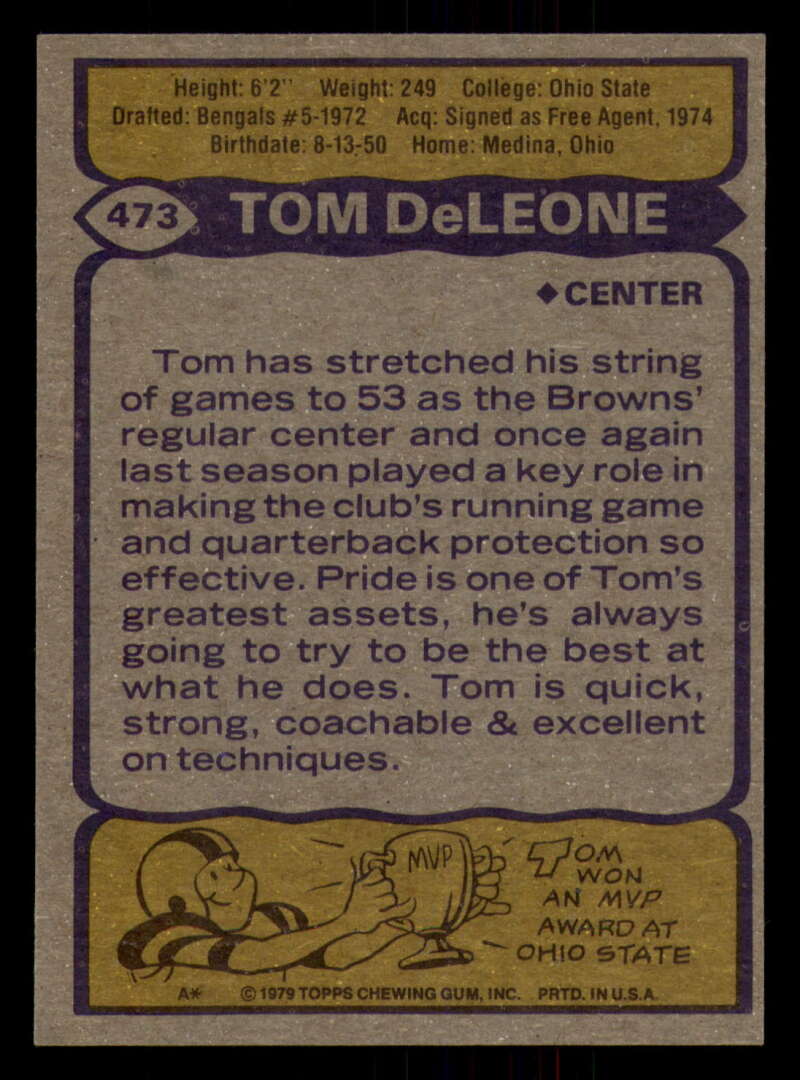 Height: 6'2" Weight: 249 College: Ohio State
Drafted: Bengals #5-1972 Acq: Signed as Free Agent, 1974
Birthdate: 8-13-50 Home: Medina, Ohio
473 TOM DeLEONE
♦CENTER
Tom has stretched his string
of games to 53 as the Browns'
regular center and once again
last season played a key role in
making the club's running game
and quarterback protection so
effective. Pride is one of Tom's
greatest assets, he's always
going to try to be the best at
what he does. Tom is quick,
strong, coachable & excellent
on techniques.
MVP
TOM
WON
AN MVP
AWARD AT
OHIO STATE
A* ©1979 TOPPS CHEWING GUM, INC. PRTD. IN U.S.A.